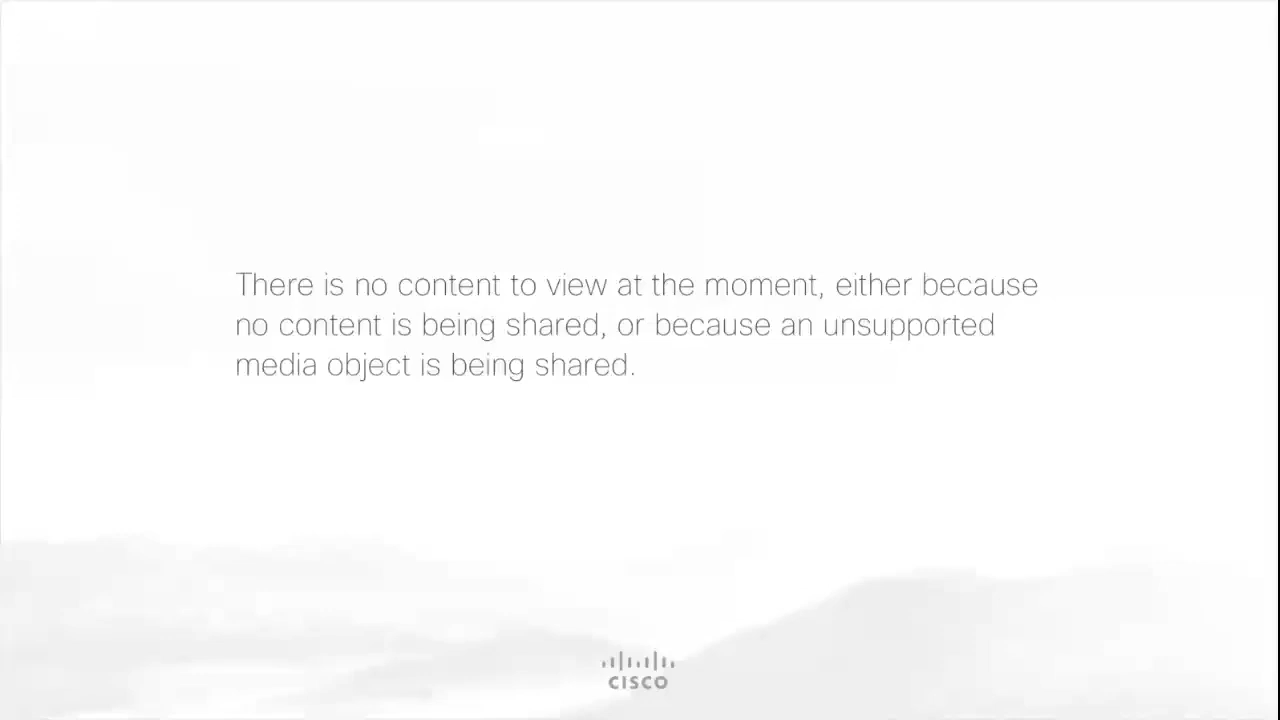 There is no content to view at the moment, either because
no content is being shared, or because an unsupported
media object is being shared.
CISCO